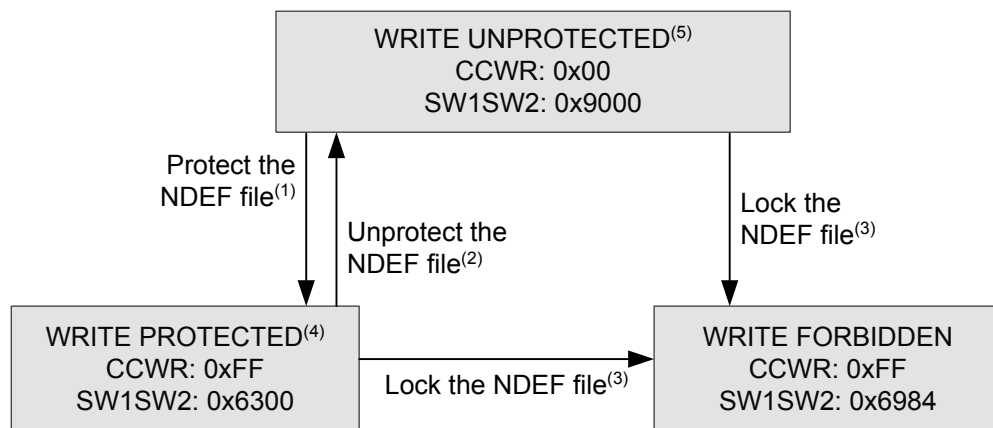 WRITE UNPROTECTED(5)
CCWR: 0x00
SW1SW2: 0x9000
Protect the
NDEF file(1)
Unprotect the
NDEF file(2)
Lock the
NDEF file(3)
WRITE PROTECTED(4)
CCWR: 0xFF
SW1SW2: 0x6300
Lock the NDEF file(3)
WRITE FORBIDDEN
CCWR: 0xFF
SW1SW2: 0x6984